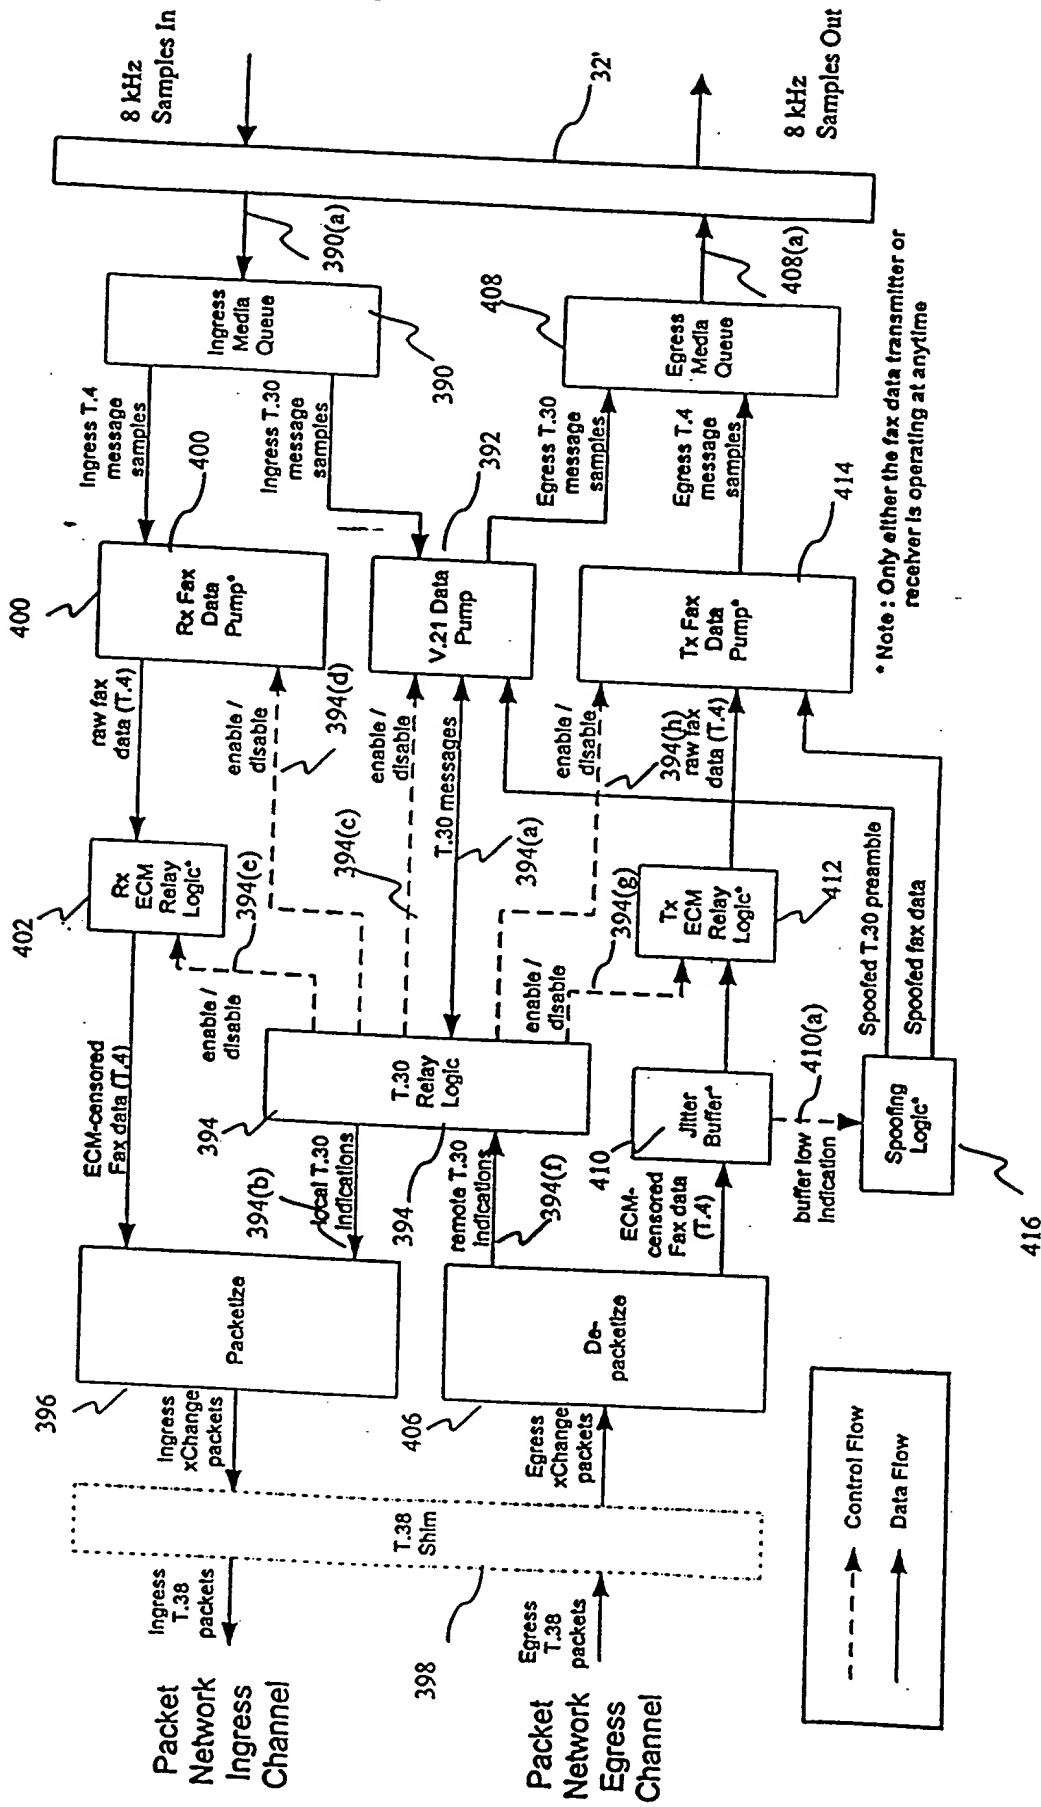 Packet
Network
Ingress
Channel
Ingress
T.38
packets
Ingress
xChange
packets
396
Packetize
ECM-censored
Fax data (T.4)
402
Rx
ECM
Relay
Logic*
raw fax
data (T.4)
400
Rx Fax
Data
Pump*
400
Ingress T.4
message
samples
Ingress T.30
message
samples
Ingress
Media
Queue
390
390(a)
8 kHz
Samples In
32'
enable /
disable
394(e)
enable /
disable
394(d)
394(b)
local T.30
indications
394
394
T.30
Relay
Logic
394(c)
enable /
disable
T.30 messages
394(a)
V.21 Data
Pump
392
T.38
Shim
398
Packet
Network
Egress
Channel
Egress
T.38
packets
Egress
xChange
packets
406
De-
packetize
remote T.30
indications
394(f)
ECM-
censored
Fax data
(T.4)
410
Jitter
Buffer*
enable /
disable
394(g)
Tx
ECM
Relay
Logic*
412
enable /
disable
394(h)
raw fax
data (T.4)
Tx Fax
Data
Pump*
414
Egress T.30
message
samples
Egress T.4
message
samples
408
Egress
Media
Queue
408(a)
8 kHz
Samples Out
buffer low
indication
410(a)
Spoofing
Logic*
416
Spoofed T.30 preamble
Spoofed fax data
* Note : Only either the fax data transmitter or
receiver is operating at anytime
Control Flow
Data Flow